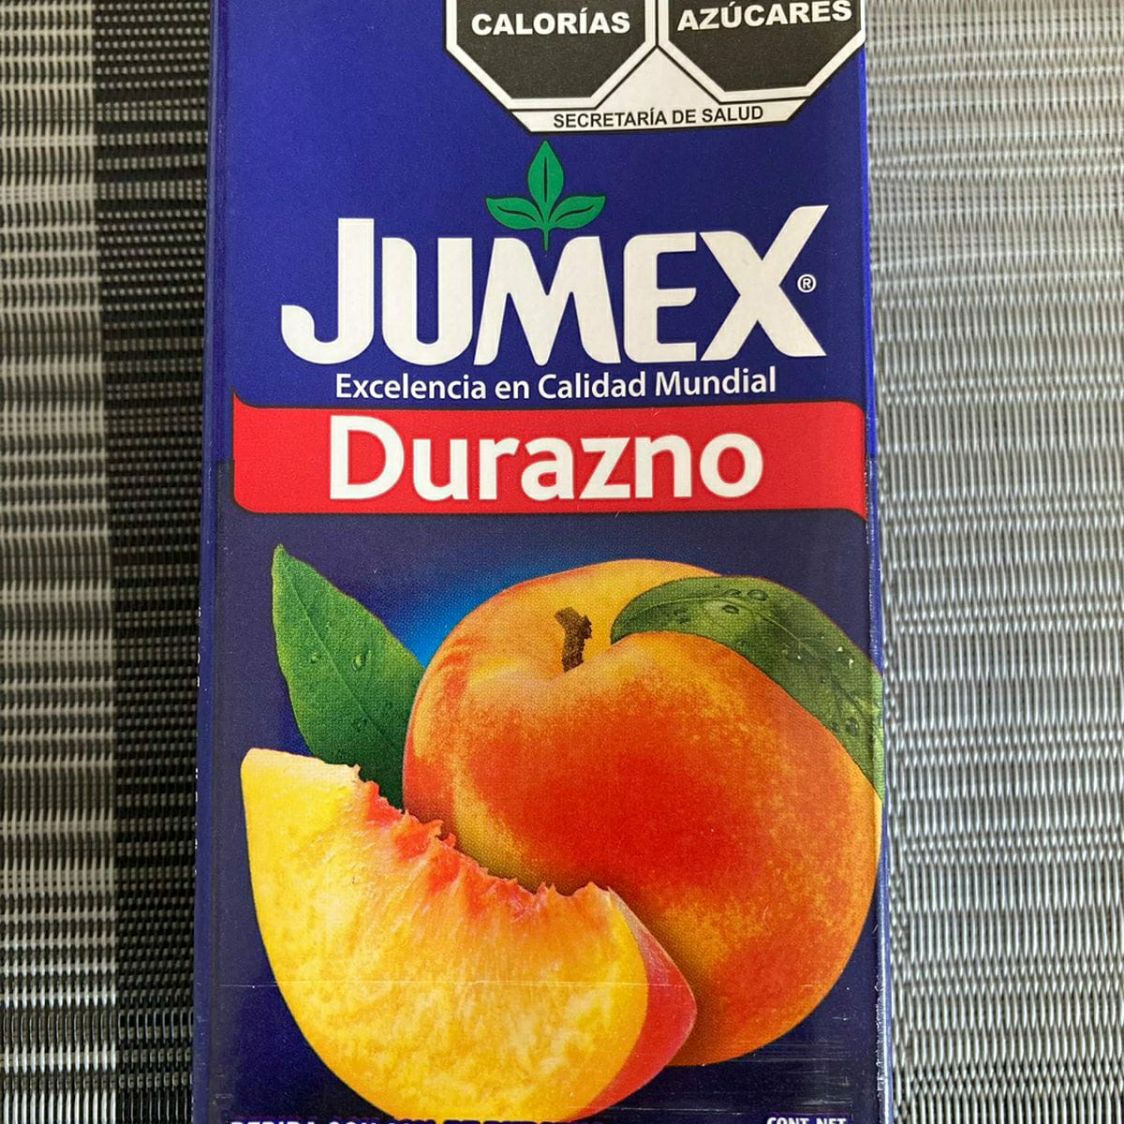 CALORÍAS AZÚCARES
SECRETARÍA DE SALUD
JUMEX®
Excelencia en Calidad Mundial
Durazno
CONT. NET.